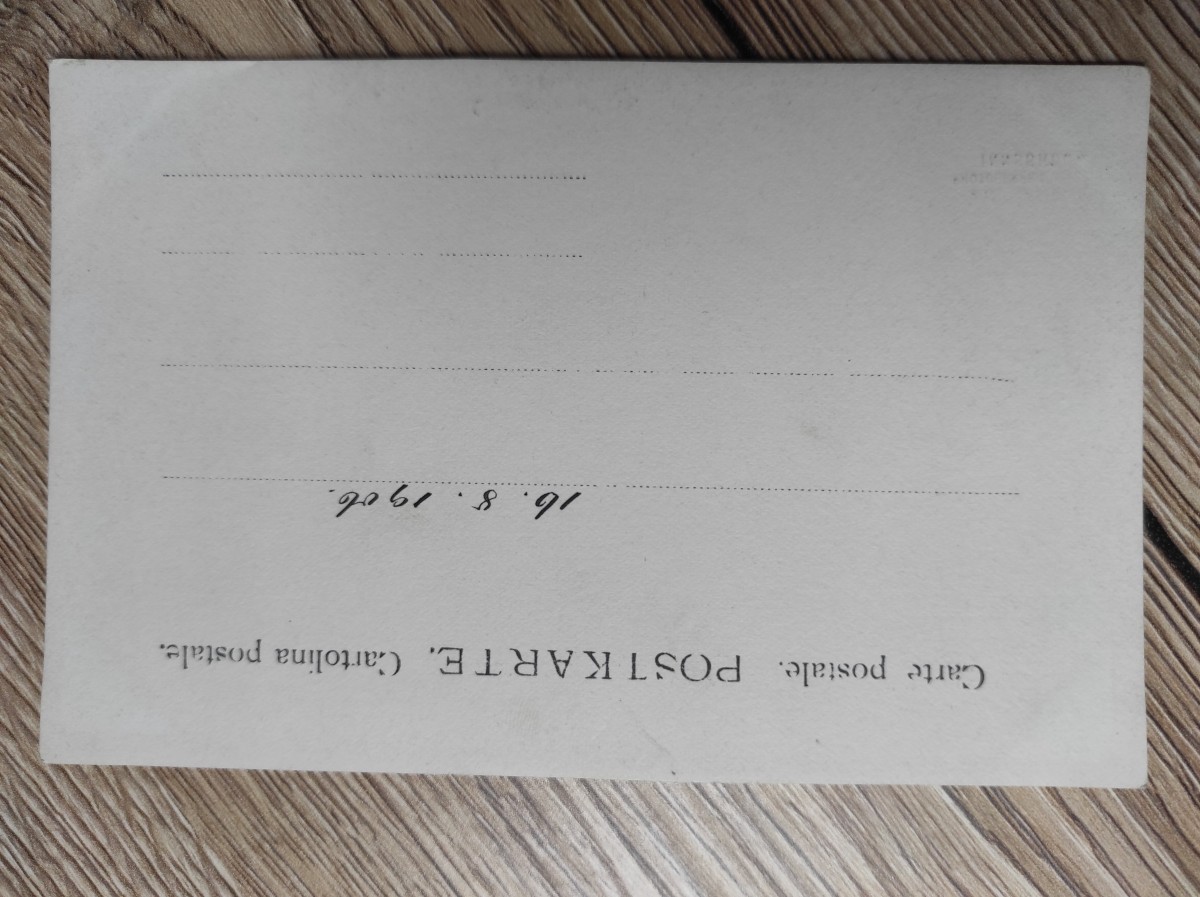 Carte postale. POSTKARTE. Cartolina postale.
16. 8. 1906.